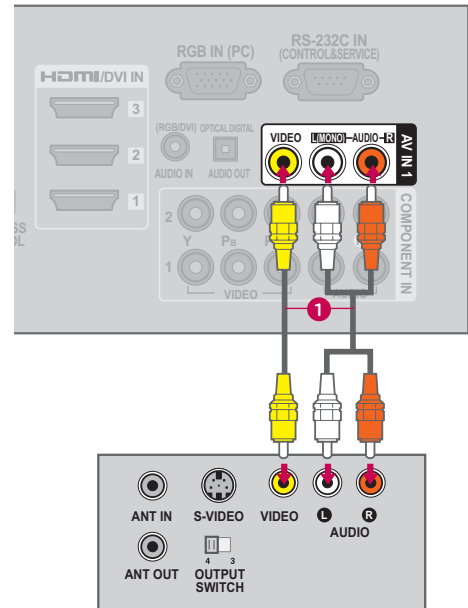 RGB IN (PC)
RS-232C IN
(CONTROL&SERVICE)
HDMI/DVI IN
3
2
1
(RGB/DVI)
OPTICAL DIGITAL
AUDIO IN
AUDIO OUT
VIDEO
L(MONO)
AUDIO
R
AV IN 1
2
Y
PB
1
VIDEO
COMPONENT IN
SS
OL
1
ANT IN
S-VIDEO
VIDEO
L
R
AUDIO
ANT OUT
4
3
OUTPUT
SWITCH